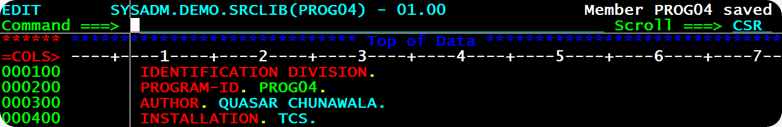 EDIT       SYSADM.DEMO.SRCLIB(PROG04) - 01.00              Member PROG04 saved
Command ===>                                                  Scroll ===> CSR
****** ***************************** Top of Data ******************************
=COLS> ----+----1----+----2----+----3----+----4----+----5----+----6----+----7--
000100        IDENTIFICATION DIVISION.
000200        PROGRAM-ID. PROG04.
000300        AUTHOR. QUASAR CHUNAWALA.
000400        INSTALLATION. TCS.